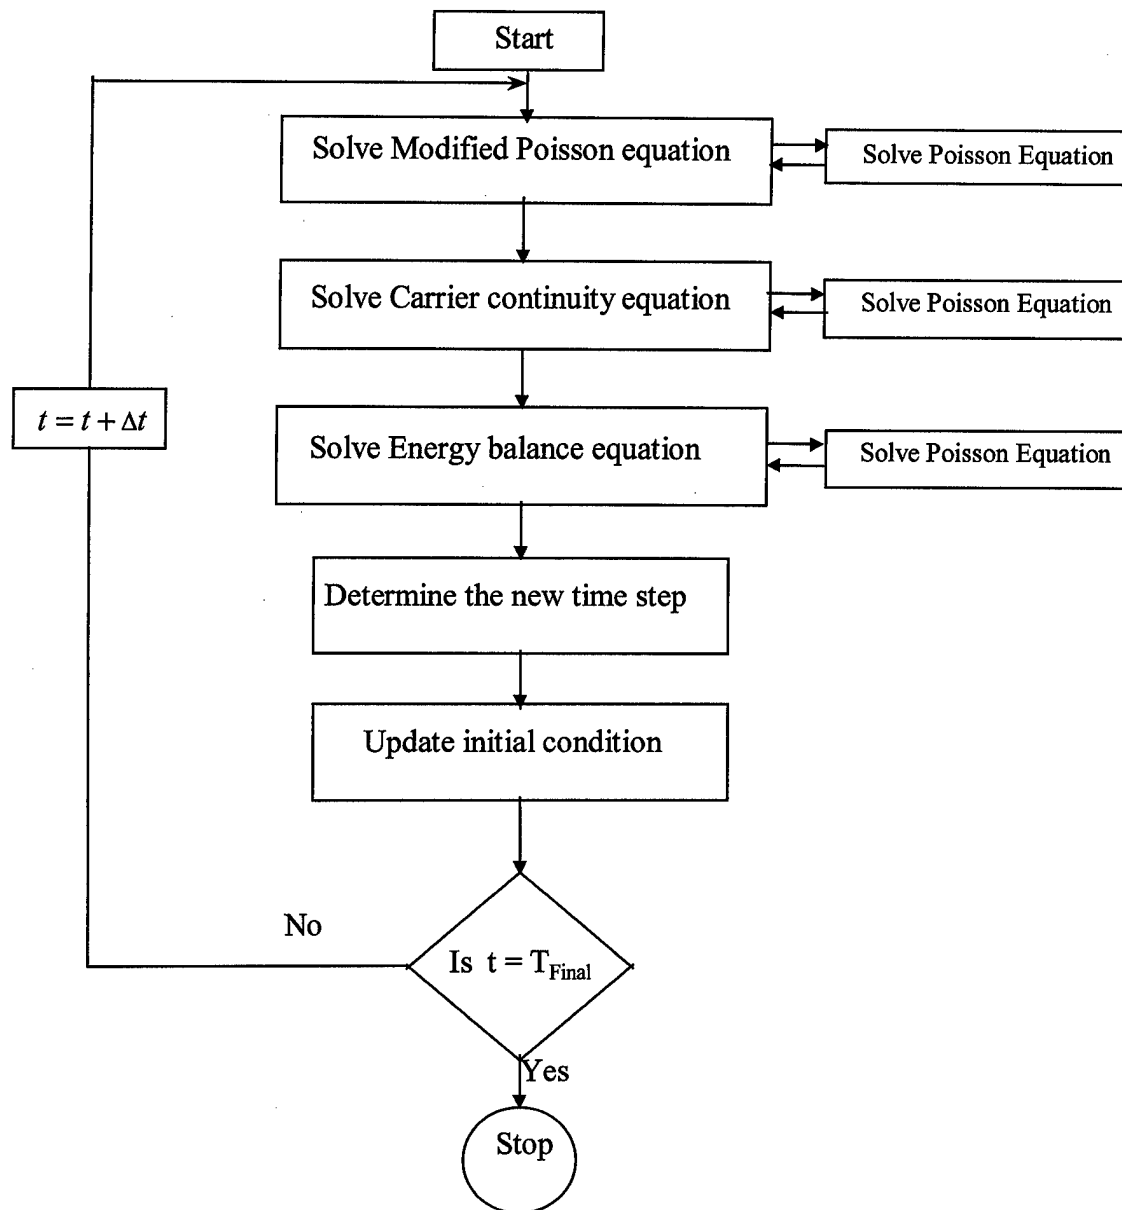 Start
Solve Modified Poisson equation
Solve Poisson Equation
Solve Carrier continuity equation
Solve Poisson Equation
t = t + Δt
Solve Energy balance equation
Solve Poisson Equation
Determine the new time step
Update initial condition
No
Is t = T_Final
Yes
Stop